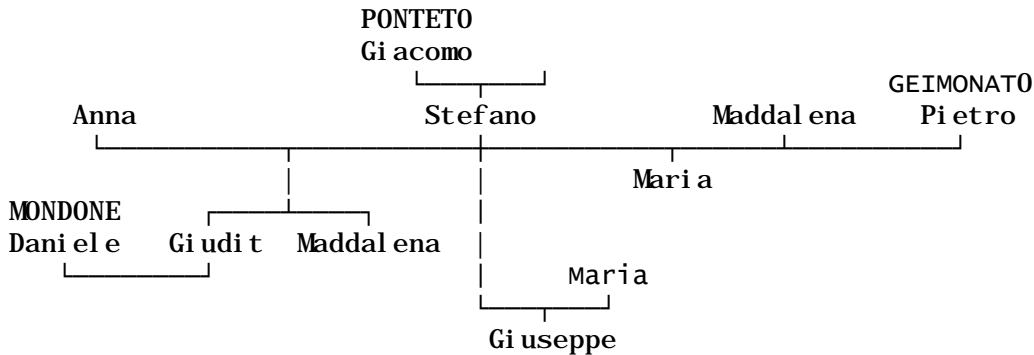 PONTETO
Giacomo
GEIMONATO
Anna Stefano Maddalena Pietro
Maria
MONDONE
Daniele Giudit Maddalena
Maria
Giuseppe